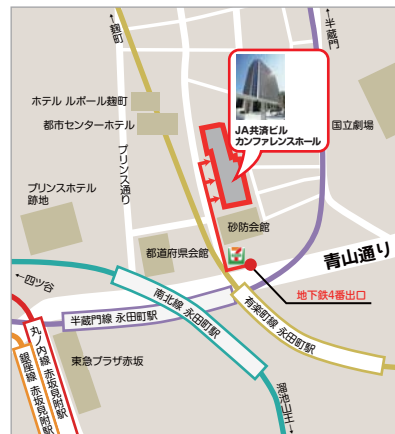 ←麹町
←半蔵門
ホテル ルポール麹町
都市センターホテル
JA共済ビル
カンファレンスホール
国立劇場
プリンス通り
プリンスホテル
跡地
砂防会館
都道府県会館
青山通り
←四ツ谷
地下鉄4番出口
南北線 永田町駅
半蔵門線 永田町駅
有楽町線 永田町駅
丸ノ内線 赤坂見附駅
銀座線 赤坂見附駅
東急プラザ赤坂
溜池山王→